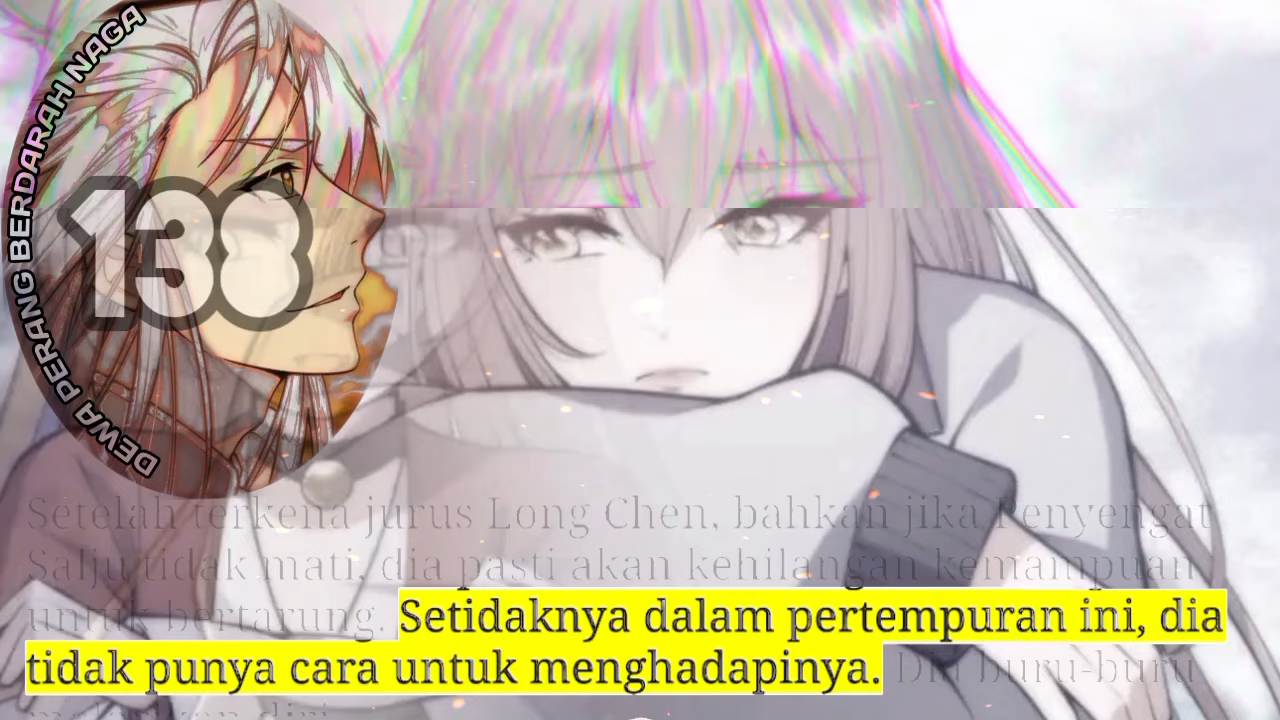 DEWA PERANG BERDARAH NAGA
138
Setelah terkena jurus Long Chen, bahkan jika Penyengat
Salju tidak mati, dia pasti akan kehilangan kemampuan
untuk bertarung. Setidaknya dalam pertempuran ini, dia
tidak punya cara untuk menghadapinya. Dia buru-buru